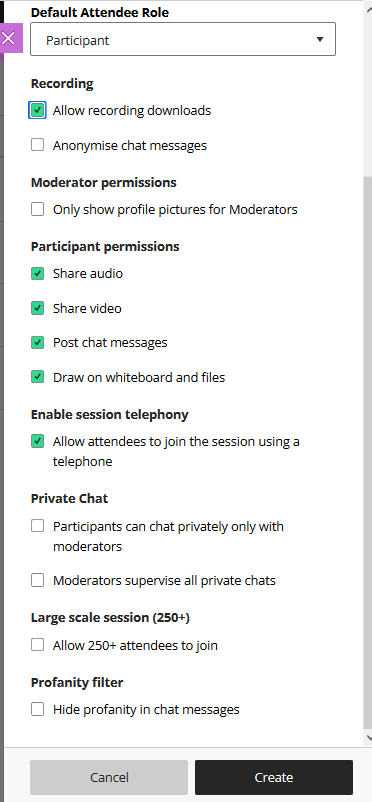 Default Attendee Role
Participant
Recording
Allow recording downloads
Anonymise chat messages
Moderator permissions
Only show profile pictures for Moderators
Participant permissions
Share audio
Share video
Post chat messages
Draw on whiteboard and files
Enable session telephony
Allow attendees to join the session using a
telephone
Private Chat
Participants can chat privately only with
moderators
Moderators supervise all private chats
Large scale session (250+)
Allow 250+ attendees to join
Profanity filter
Hide profanity in chat messages
Cancel
Create